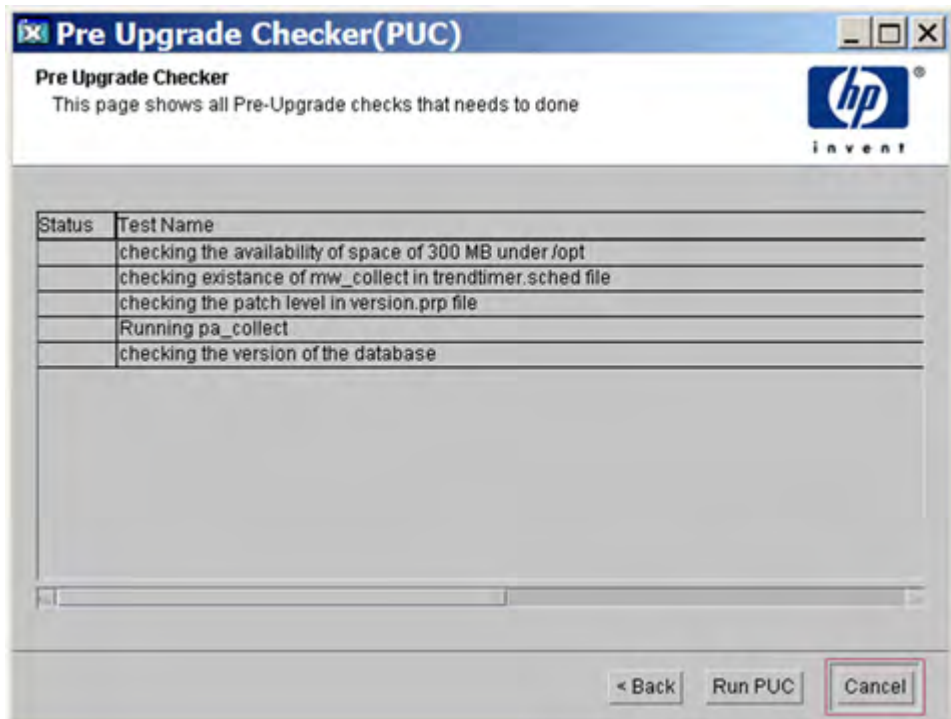 Pre Upgrade Checker(PUC)
Pre Upgrade Checker
This page shows all Pre-Upgrade checks that needs to done
hp
®
invent
Status Test Name
checking the availability of space of 300 MB under /opt
checking existance of mw_collect in trendtimer.sched file
checking the patch level in version.prp file
Running pa_collect
checking the version of the database
< Back Run PUC Cancel